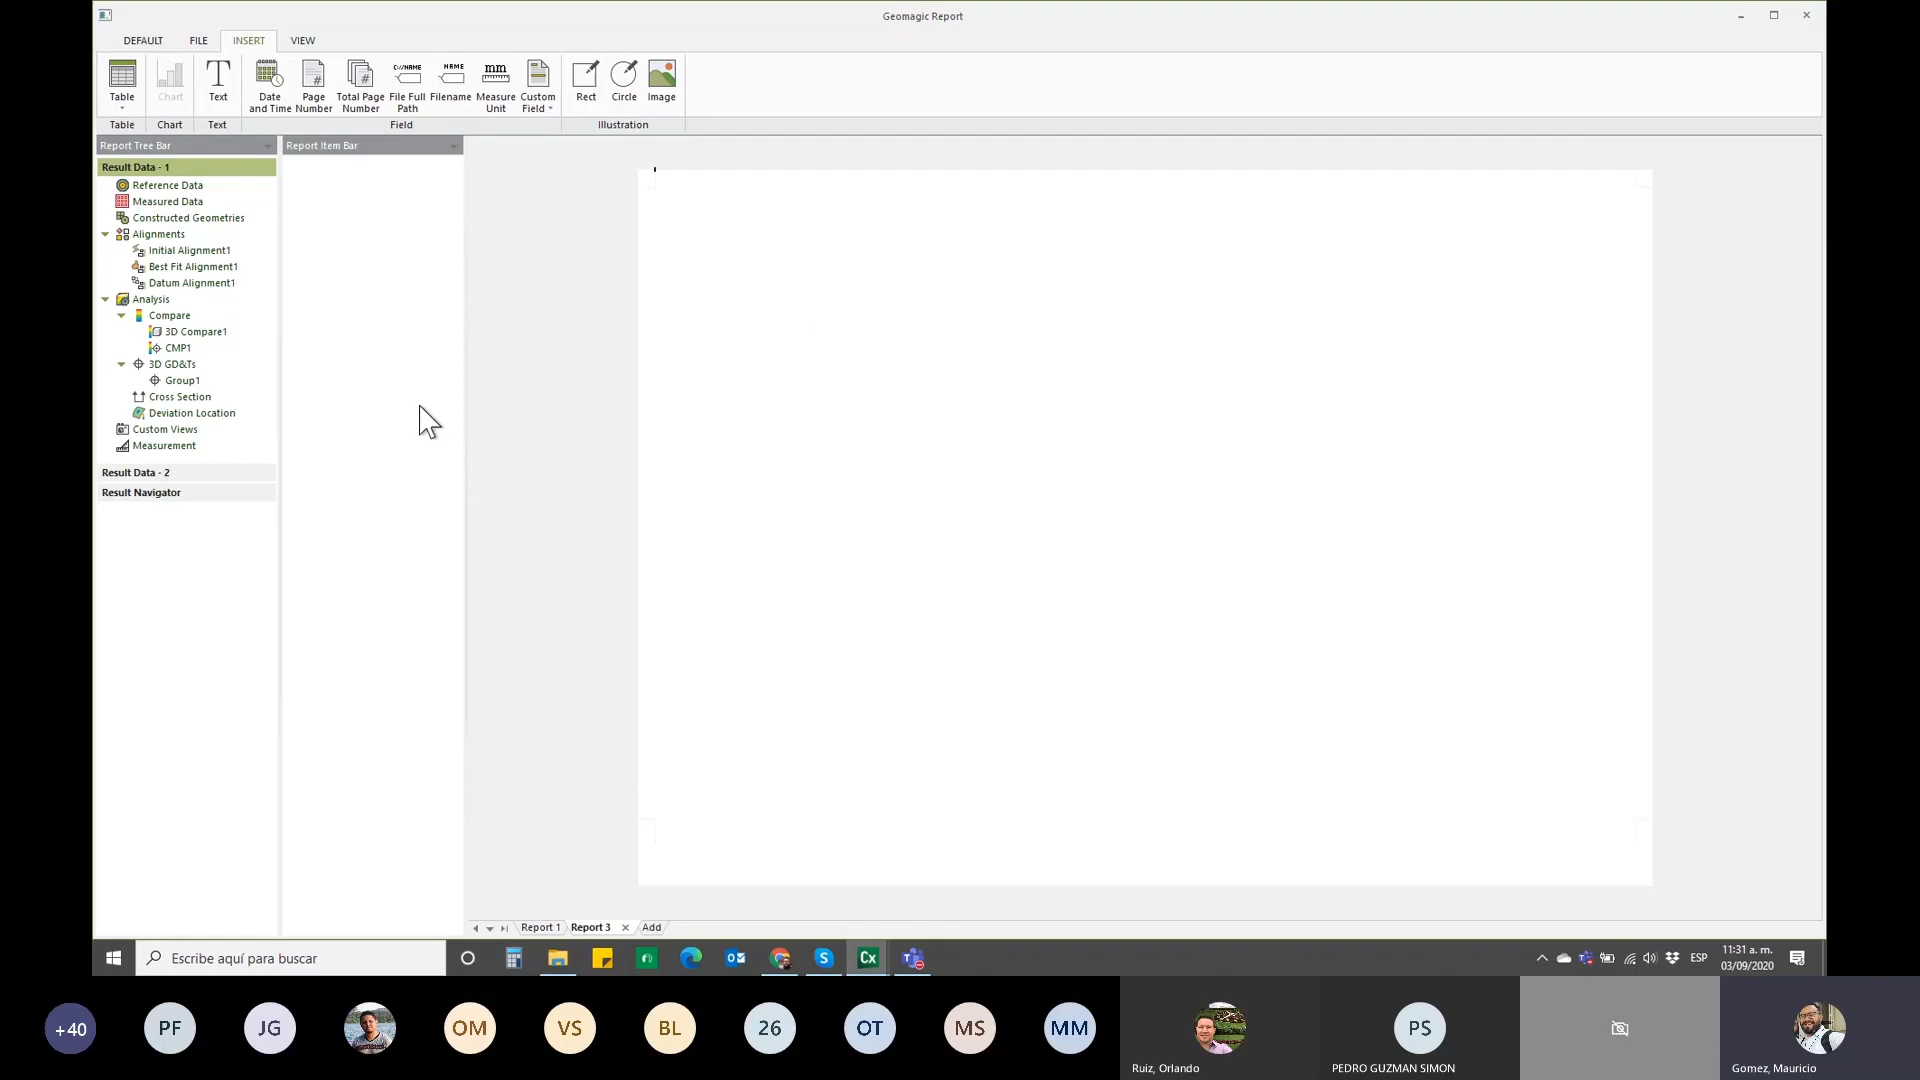 Geomagic Report
DEFAULT FILE INSERT VIEW
C:\/NAME NAME mm
Table Chart Text Date and Time Page Number Total Page Number File Full Path Filename Measure Unit Custom Field Rect Circle Image
Table Chart Text Field Illustration
Report Tree Bar
Report Item Bar
Result Data - 1
Reference Data
Measured Data
Constructed Geometries
Alignments
Initial Alignment1
Best Fit Alignment1
Datum Alignment1
Analysis
Compare
3D Compare1
CMP1
3D GD&Ts
Group1
Cross Section
Deviation Location
Custom Views
Measurement
Result Data - 2
Result Navigator
Report 1 Report 3 Add
Escribe aquí para buscar
Cx
ESP
11:31 a. m.
03/09/2020
+40 PF JG OM VS BL 26 OT MS MM PS
Ruiz, Orlando PEDRO GUZMAN SIMON Gomez, Mauricio